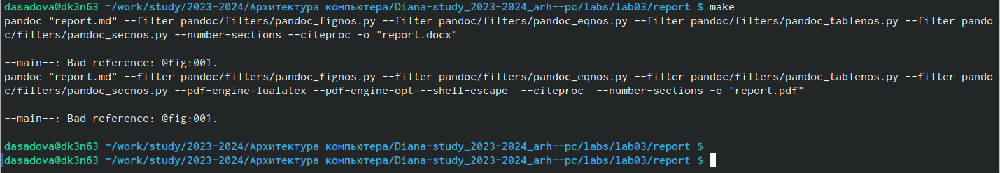 dasadova@dk3n63 ~/work/study/2023-2024/Архитектура компьютера/Diana-study_2023-2024_arh--pc/labs/lab03/report $ make
pandoc "report.md" --filter pandoc/filters/pandoc_fignos.py --filter pandoc/filters/pandoc_eqnos.py --filter pandoc/filters/pandoc_tablenos.py --filter pando
c/filters/pandoc_secnos.py --number-sections --citeproc -o "report.docx"
--main--: Bad reference: @fig:001.
pandoc "report.md" --filter pandoc/filters/pandoc_fignos.py --filter pandoc/filters/pandoc_eqnos.py --filter pandoc/filters/pandoc_tablenos.py --filter pando
c/filters/pandoc_secnos.py --pdf-engine=lualatex --pdf-engine-opt=--shell-escape  --citeproc  --number-sections -o "report.pdf"
--main--: Bad reference: @fig:001.
dasadova@dk3n63 ~/work/study/2023-2024/Архитектура компьютера/Diana-study_2023-2024_arh--pc/labs/lab03/report $
dasadova@dk3n63 ~/work/study/2023-2024/Архитектура компьютера/Diana-study_2023-2024_arh--pc/labs/lab03/report $